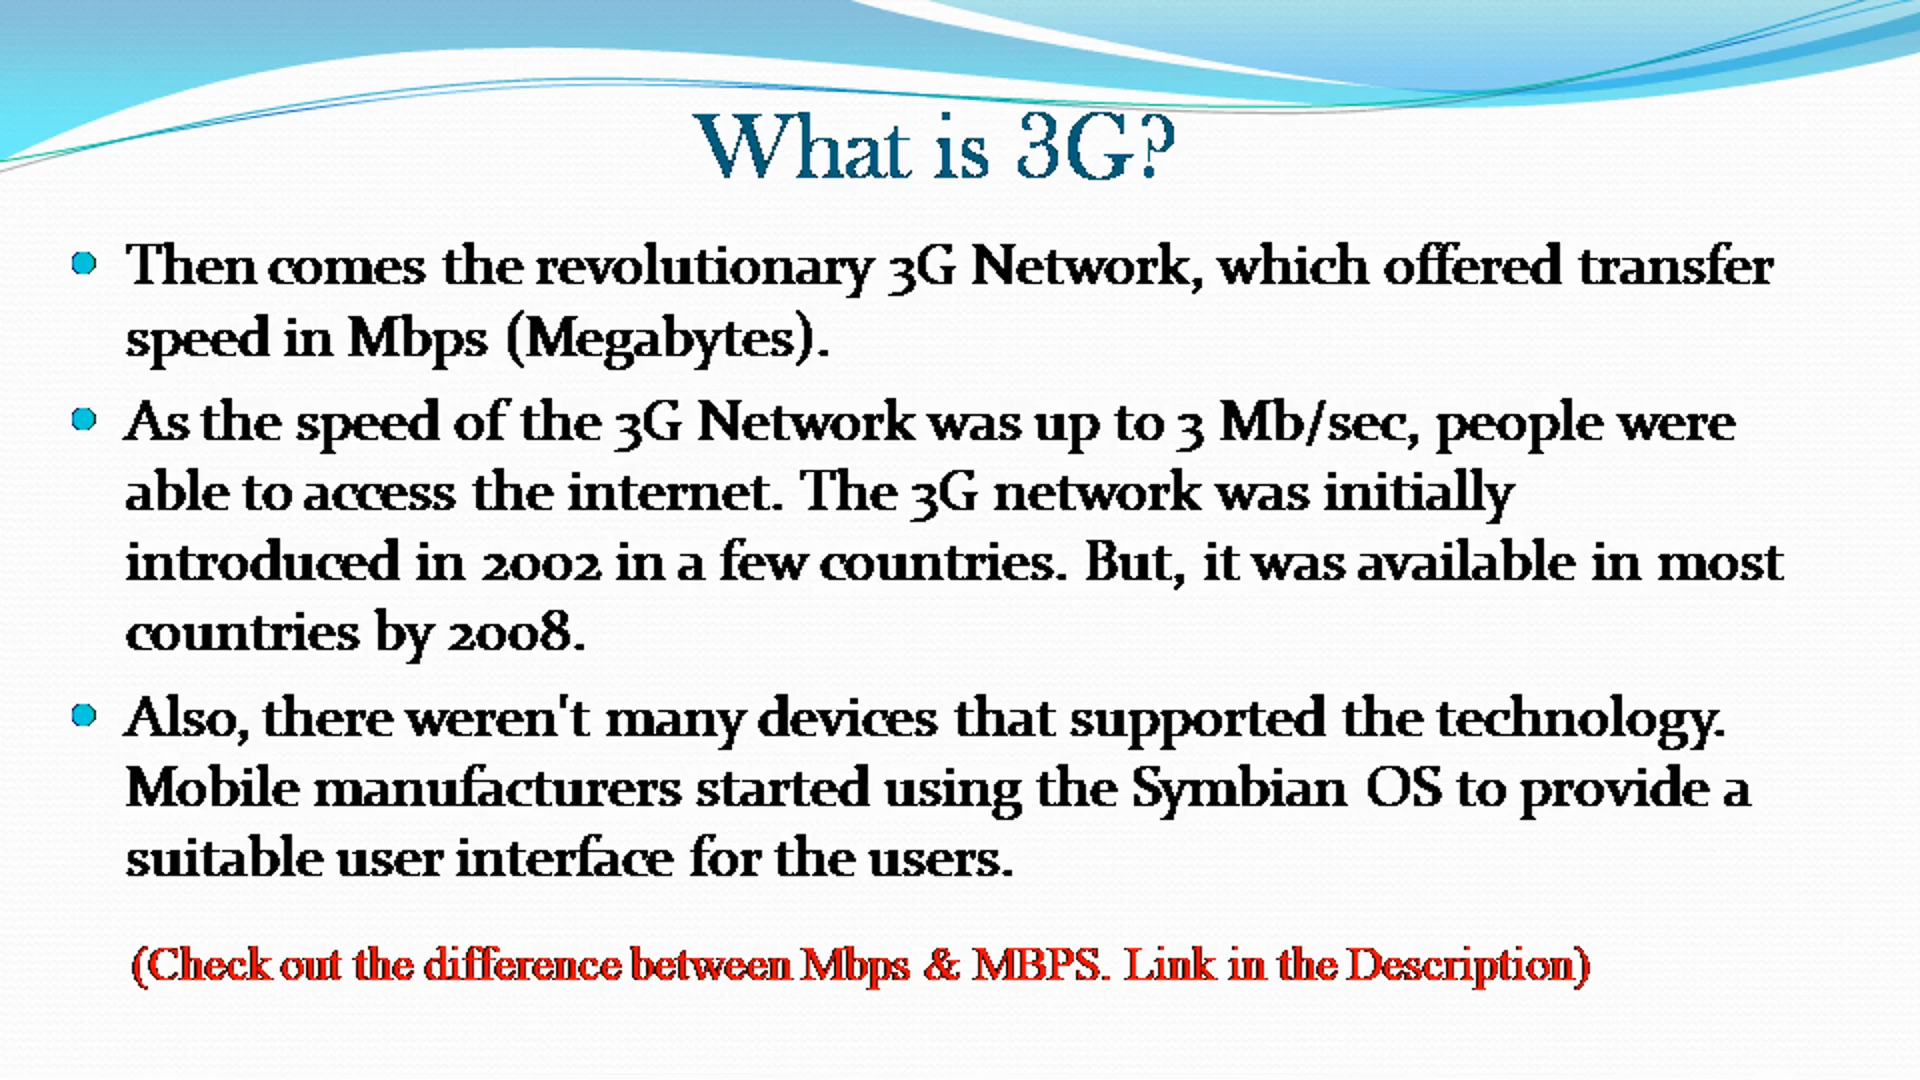 What is 3G?
Then comes the revolutionary 3G Network, which offered transfer
speed in Mbps (Megabytes).
As the speed of the 3G Network was up to 3 Mb/sec, people were
able to access the internet. The 3G network was initially
introduced in 2002 in a few countries. But, it was available in most
countries by 2008.
Also, there weren't many devices that supported the technology.
Mobile manufacturers started using the Symbian OS to provide a
suitable user interface for the users.
(Check out the difference between Mbps & MBPS. Link in the Description)